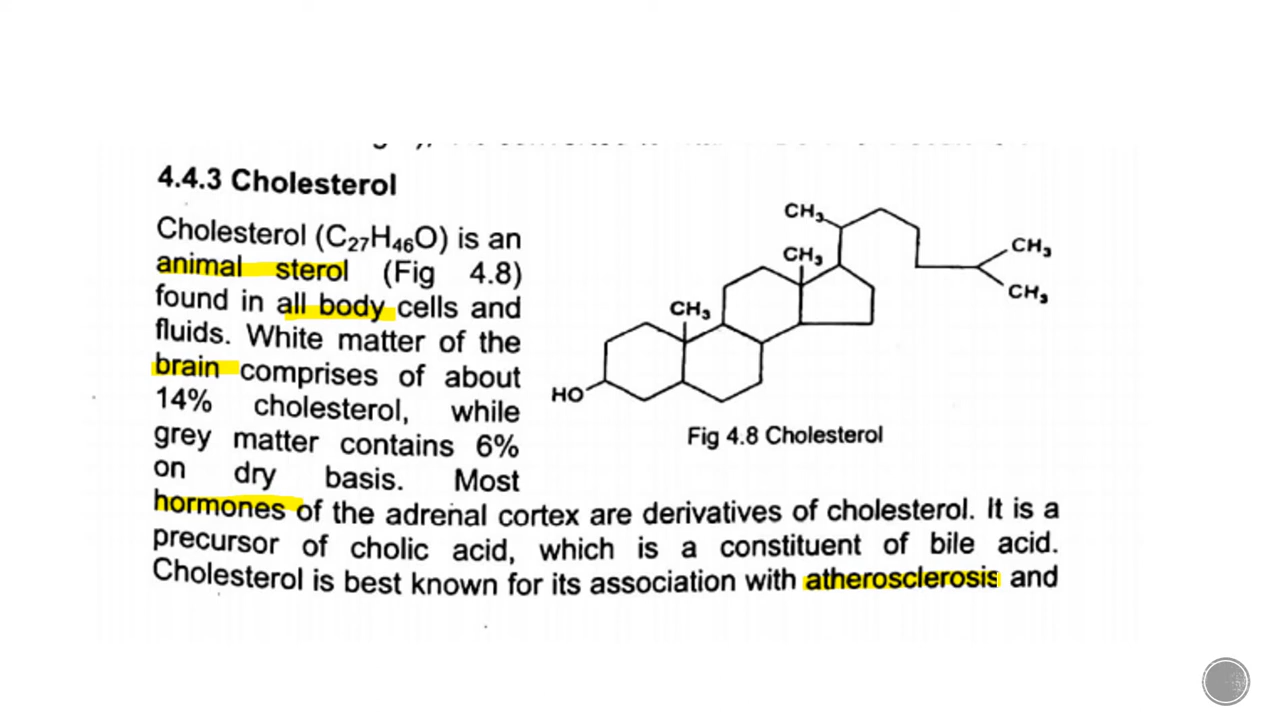 4.4.3 Cholesterol
Cholesterol (C27H46O) is an
animal sterol (Fig 4.8)
found in all body cells and
fluids. White matter of the
brain comprises of about
14% cholesterol, while
grey matter contains 6%
on dry basis. Most
hormones of the adrenal cortex are derivatives of cholesterol. It is a
precursor of cholic acid, which is a constituent of bile acid.
Cholesterol is best known for its association with atherosclerosis and
CH3
CH3
CH3
CH3
CH3
HO
Fig 4.8 Cholesterol